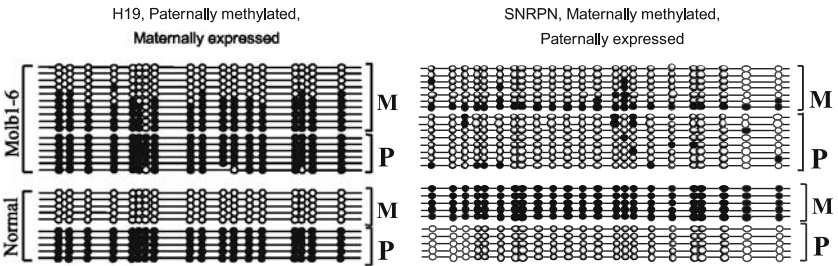 H19, Paternally methylated,
Maternally expressed
SNRPN, Maternally methylated,
Paternally expressed
Molb1-6
M
P
Normal
M
P
M
P
M
P